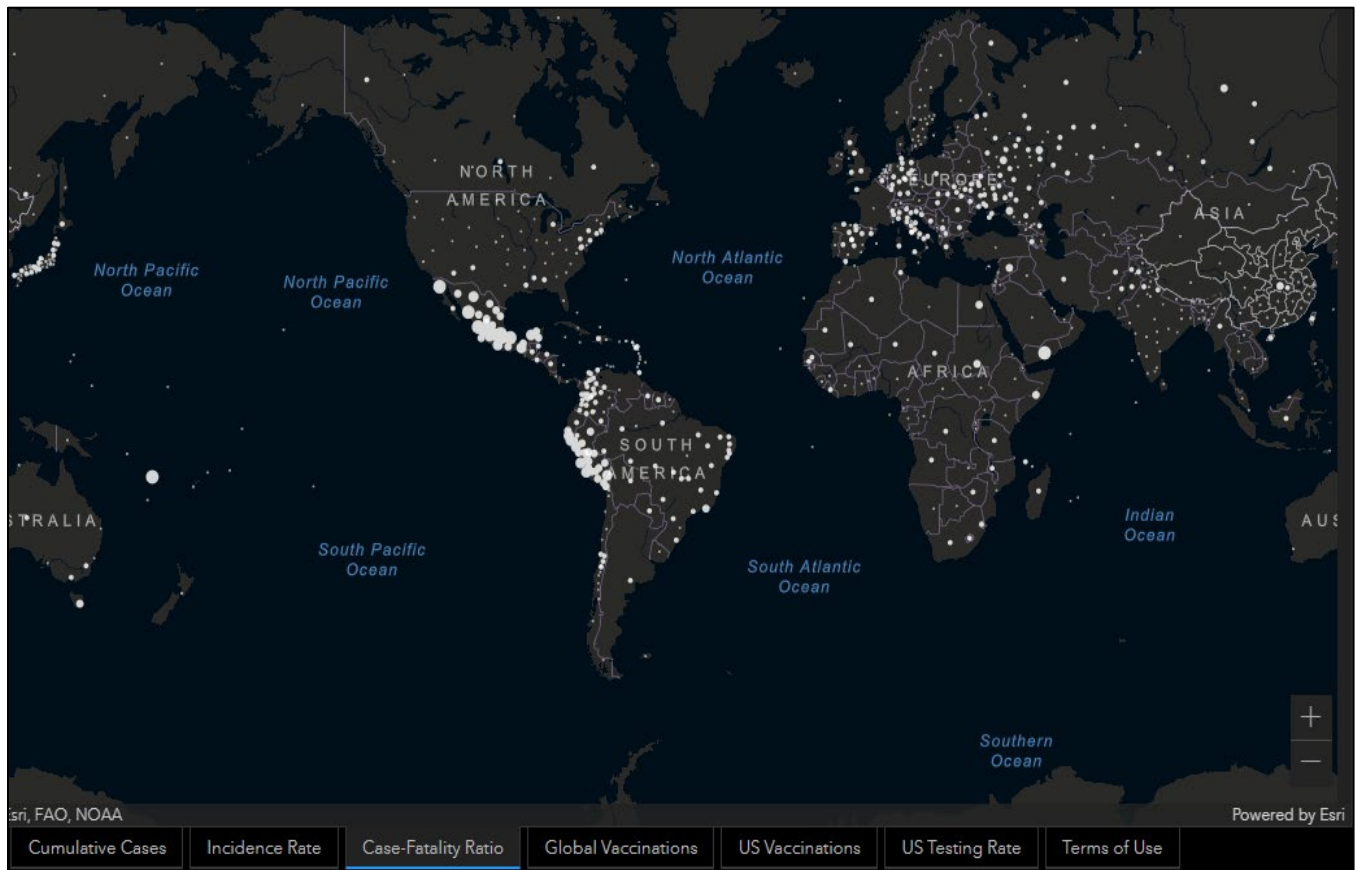 NORTH
AMERICA
EUROPE
ASIA
North Pacific
Ocean
North Pacific
Ocean
North Atlantic
Ocean
AFRICA
SOUTH
AMERICA
STRALIA
South Pacific
Ocean
South Atlantic
Ocean
Indian
Ocean
AUS
Southern
Ocean
Esri, FAO, NOAA
Powered by Esri
Cumulative Cases
Incidence Rate
Case-Fatality Ratio
Global Vaccinations
US Vaccinations
US Testing Rate
Terms of Use